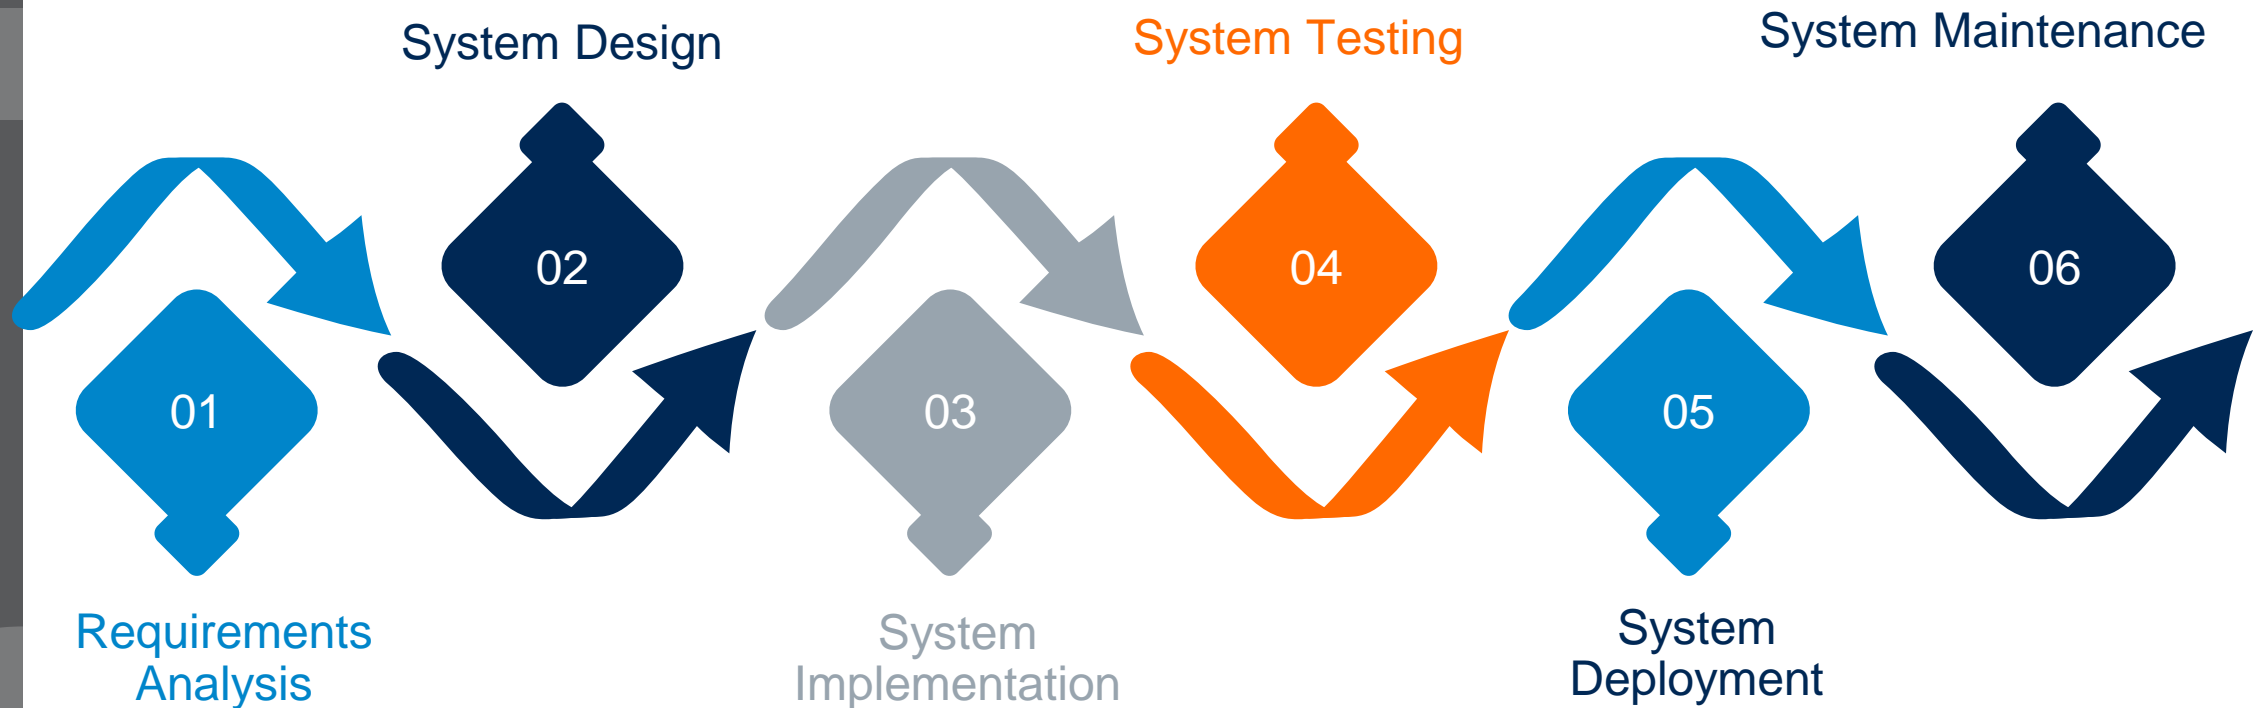 System Design
System Testing
System Maintenance
02
04
06
01
03
05
Requirements
Analysis
System
Implementation
System
Deployment